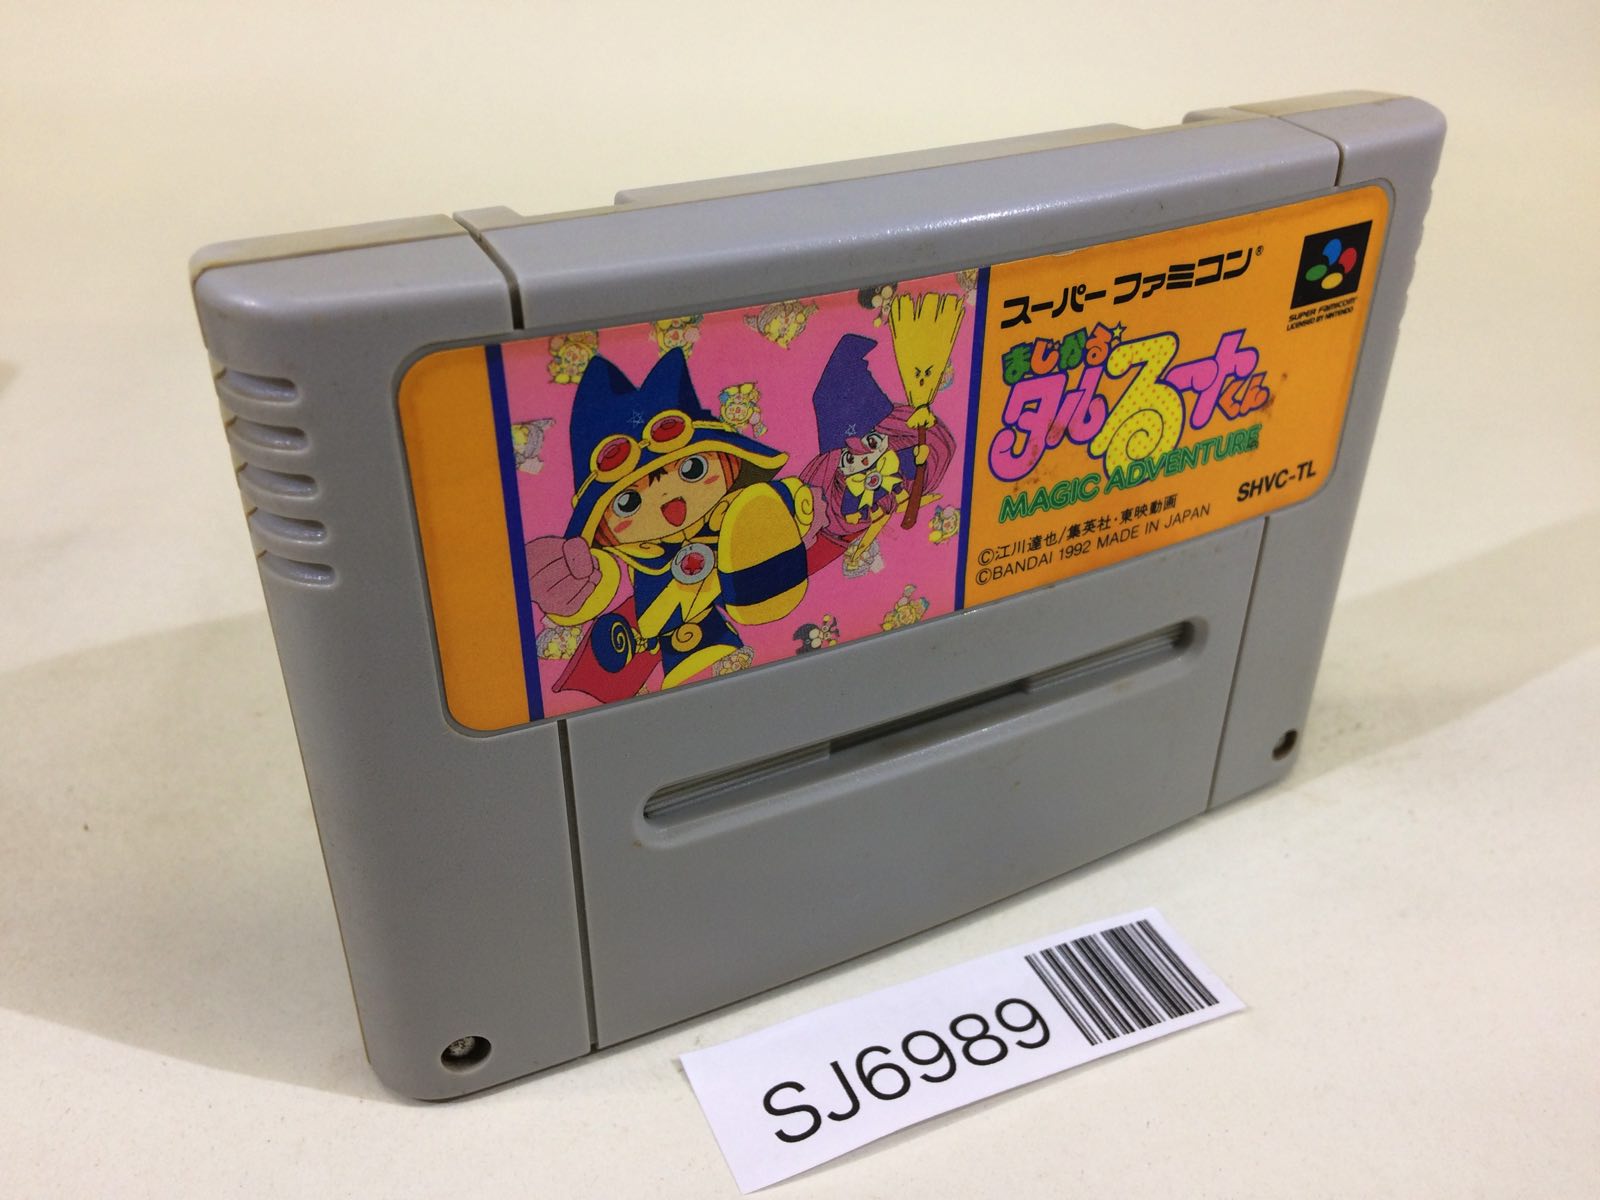 スーパーファミコン®
SUPER FAMICOM
LICENSED BY NINTENDO
まじかる☆
タルるートくん
MAGIC ADVENTURE
SHVC-TL
©江川達也/集英社・東映動画
©BANDAI 1992 MADE IN JAPAN
SJ6989